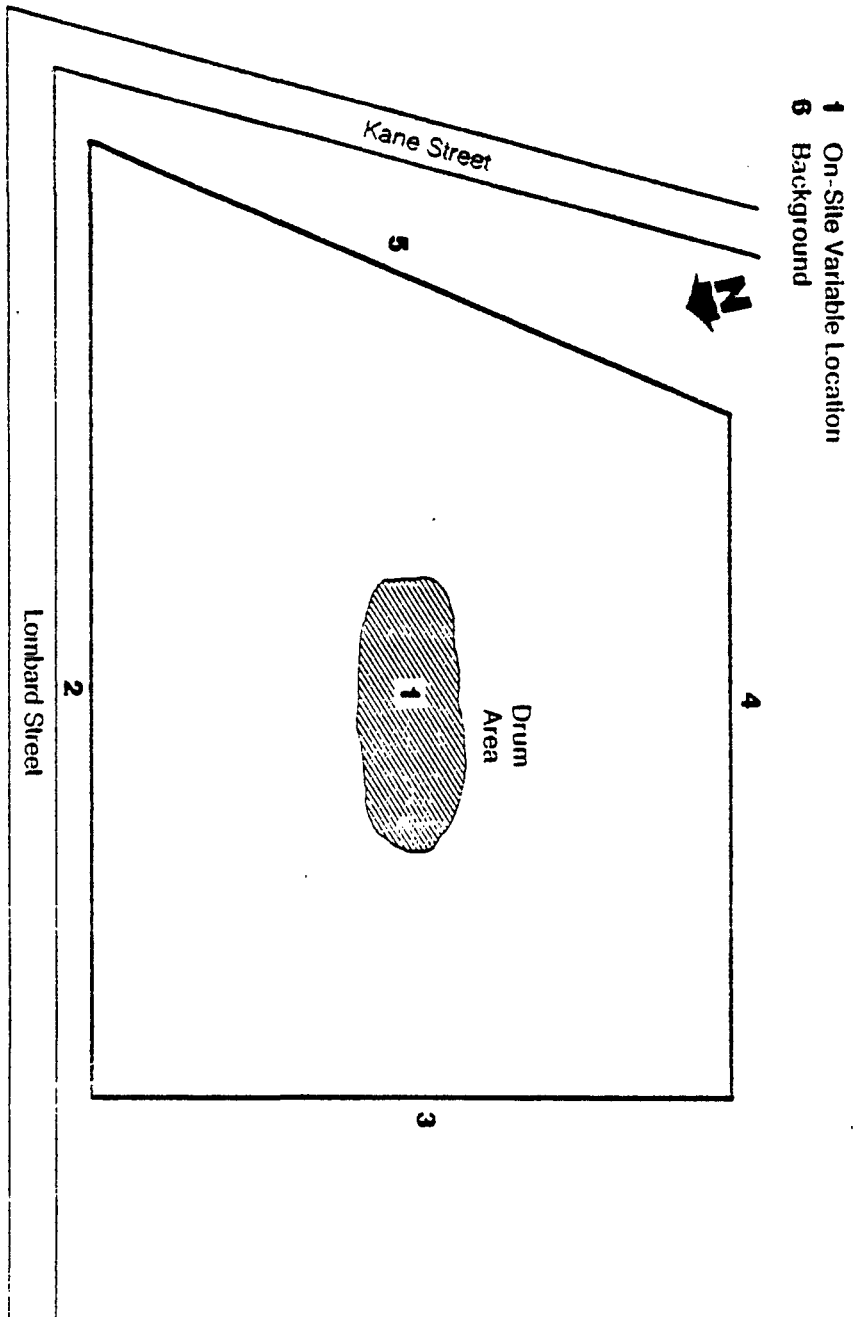 1 On-Site Variable Location
6 Background
N
Kane Street
5
4
Drum
Area
1
3
2
Lombard Street